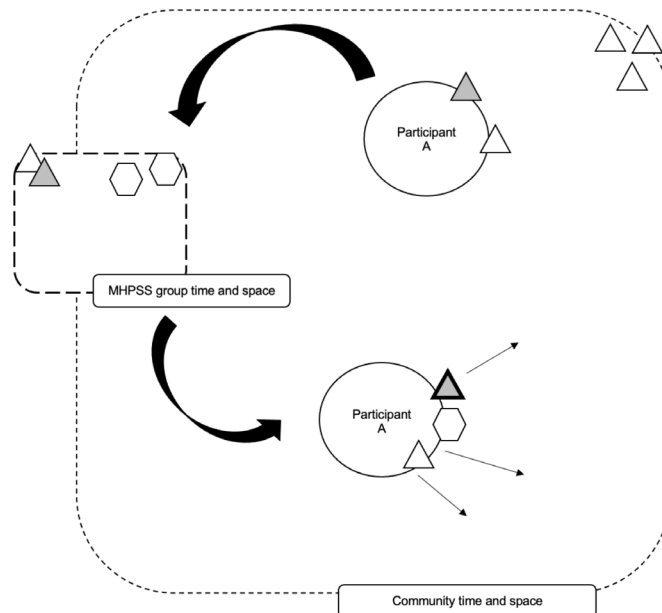 Participant
A
MHPSS group time and space
Participant
A
Community time and space